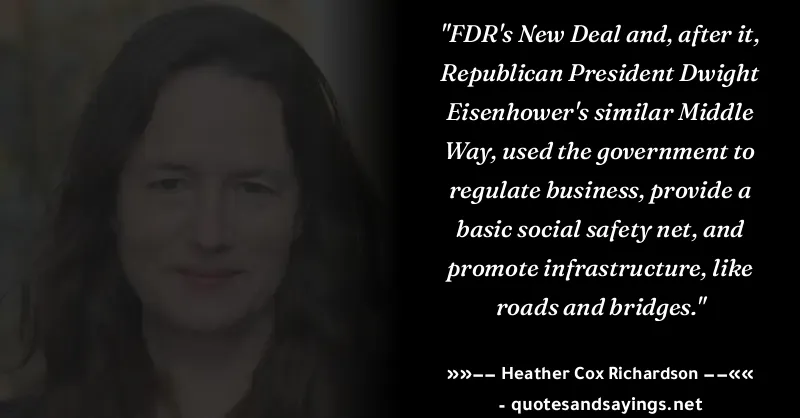 "FDR's New Deal and, after it,
Republican President Dwight
Eisenhower's similar Middle
Way, used the government to
regulate business, provide a
basic social safety net, and
promote infrastructure, like
roads and bridges."
»»−− Heather Cox Richardson −−««
- quotesandsayings.net